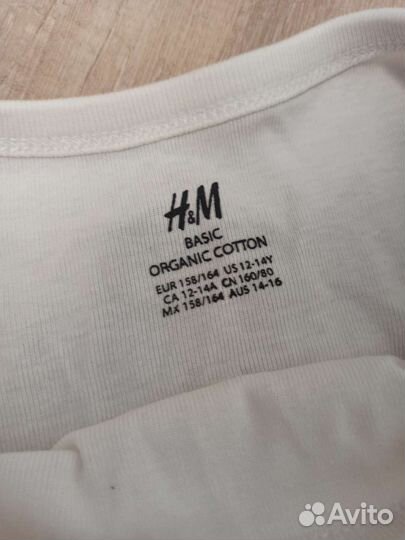 H&M
BASIC
ORGANIC COTTON
EUR 158/164 US 12-14Y
CA 12-14A CN 160/80
MX 158/164 AUS 14-16
Avito